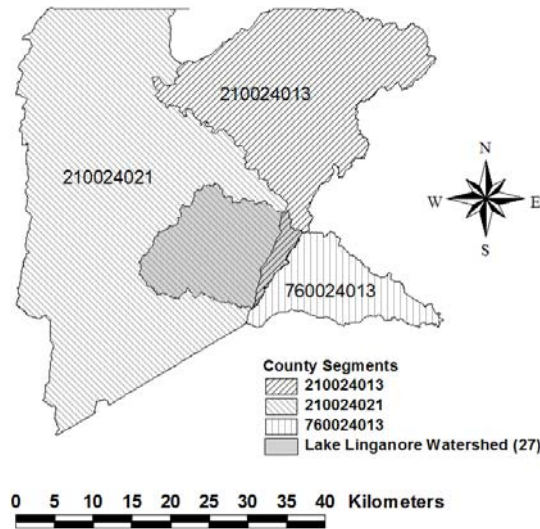 210024013
210024021
N
W E
S
760024013
County Segments
210024013
210024021
760024013
Lake Linganore Watershed (27)
0 5 10 15 20 25 30 35 40 Kilometers